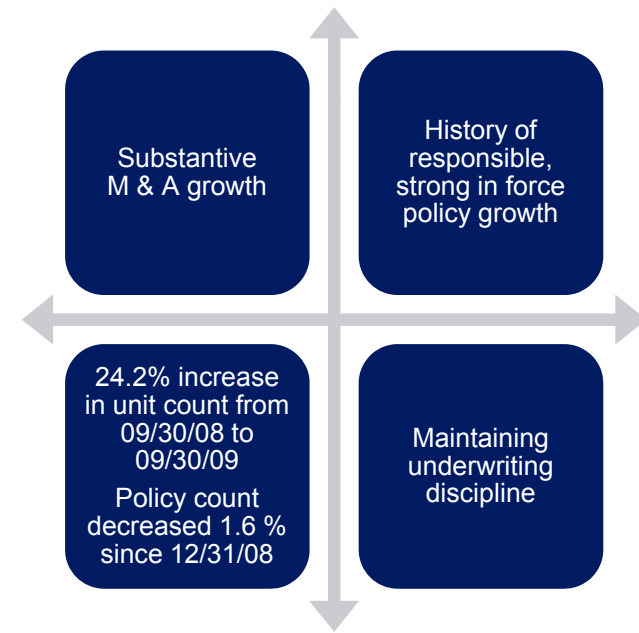 Substantive
M & A growth
History of
responsible,
strong in force
policy growth
24.2% increase
in unit count from
09/30/08 to
09/30/09
Policy count
decreased 1.6 %
since 12/31/08
Maintaining
underwriting
discipline